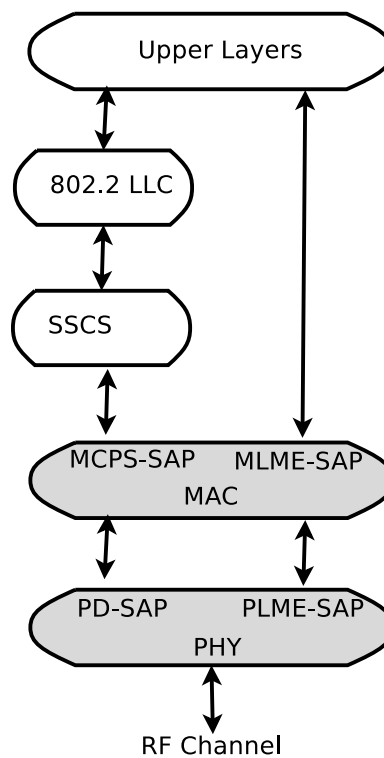 Upper Layers
802.2 LLC
SSCS
MCPS-SAP MLME-SAP
MAC
PD-SAP PLME-SAP
PHY
RF Channel